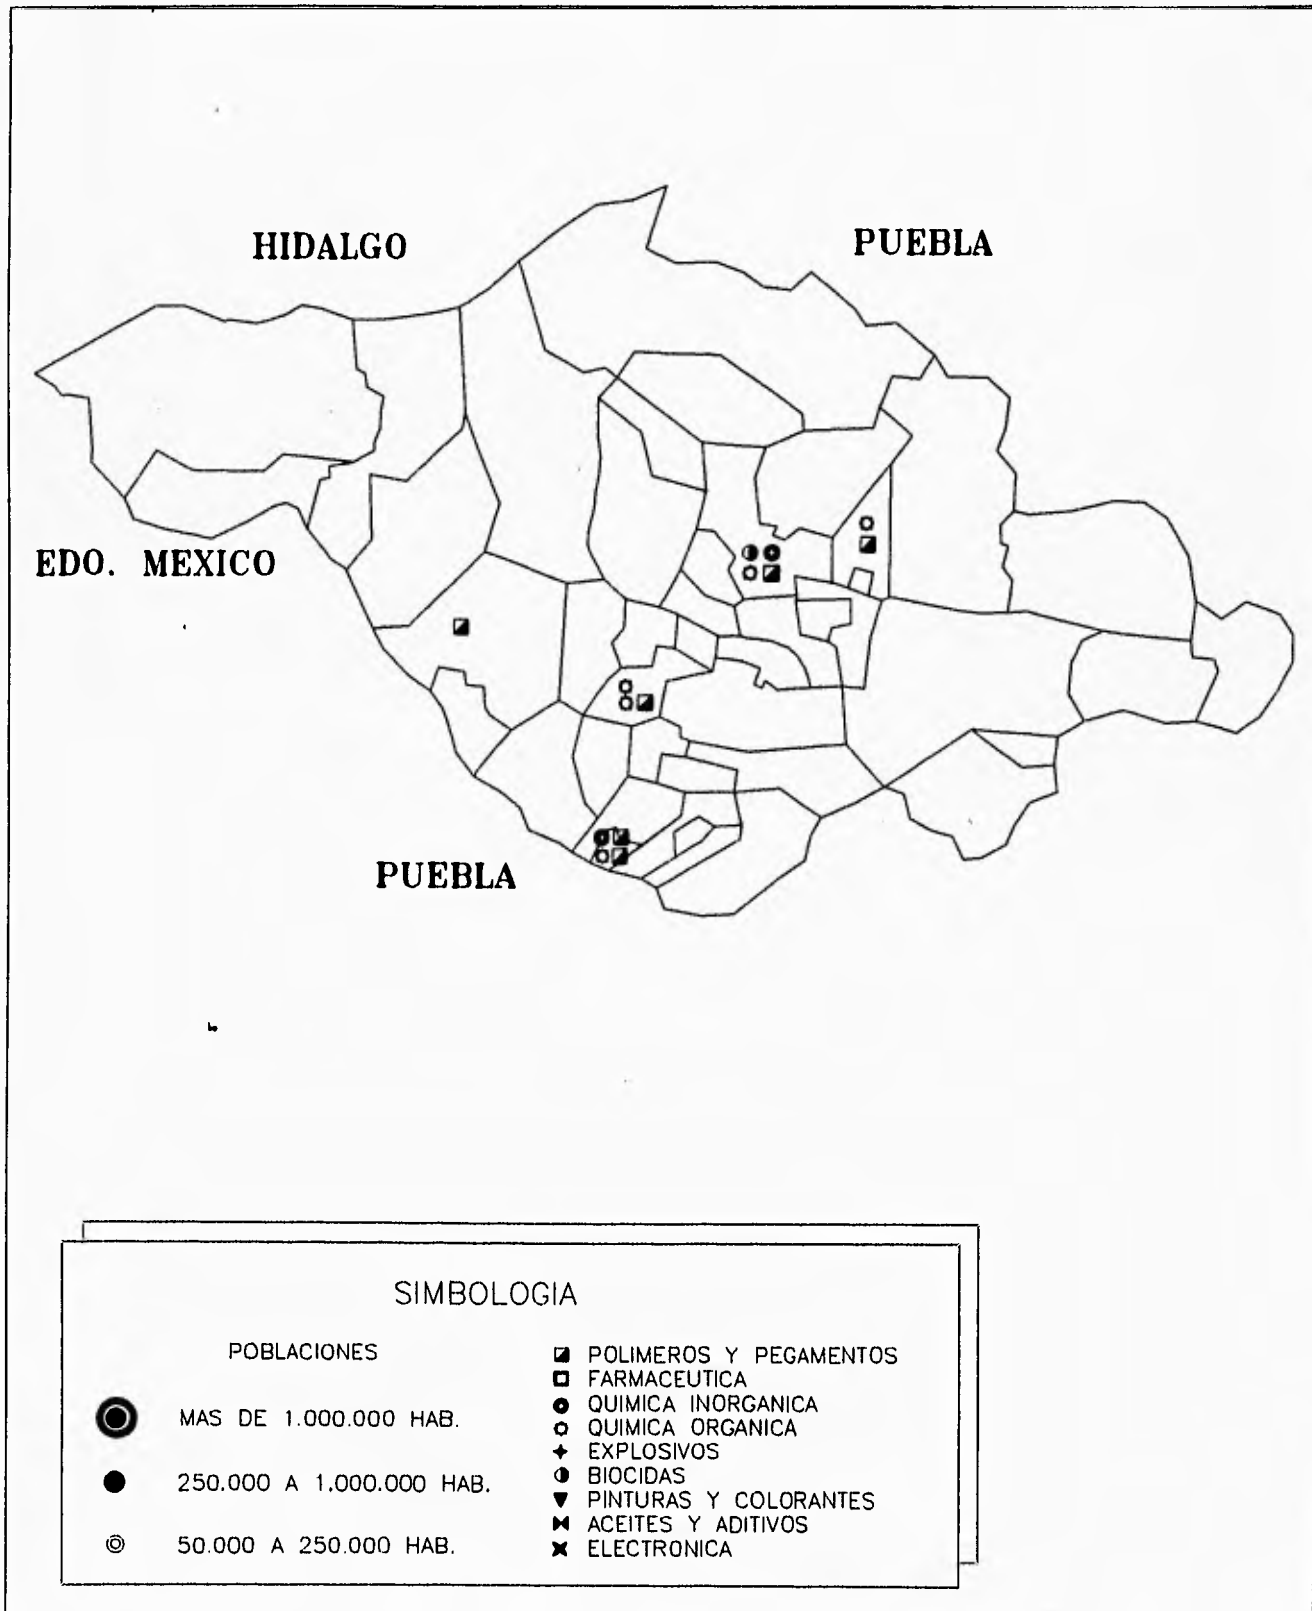 HIDALGO
PUEBLA
EDO. MEXICO
PUEBLA
SIMBOLOGIA
POBLACIONES
MAS DE 1.000.000 HAB.
250.000 A 1.000.000 HAB.
50.000 A 250.000 HAB.
POLIMEROS Y PEGAMENTOS
FARMACEUTICA
QUIMICA INORGANICA
QUIMICA ORGANICA
EXPLOSIVOS
BIOCIDAS
PINTURAS Y COLORANTES
ACEITES Y ADITIVOS
ELECTRONICA